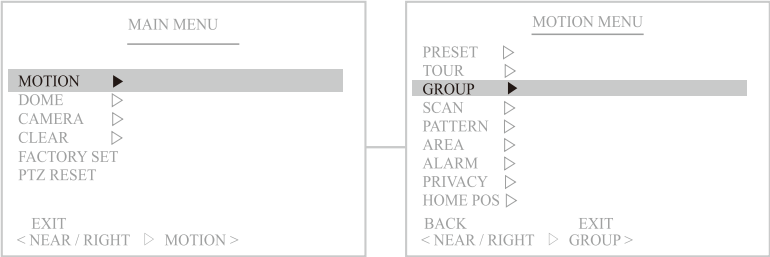 MAIN MENU
MOTION ▶
DOME ▷
CAMERA ▷
CLEAR ▷
FACTORY SET
PTZ RESET
EXIT
< NEAR / RIGHT ▷ MOTION >
MOTION MENU
PRESET ▷
TOUR ▷
GROUP ▶
SCAN ▷
PATTERN ▷
AREA ▷
ALARM ▷
PRIVACY ▷
HOME POS ▷
BACK EXIT
< NEAR / RIGHT ▷ GROUP >